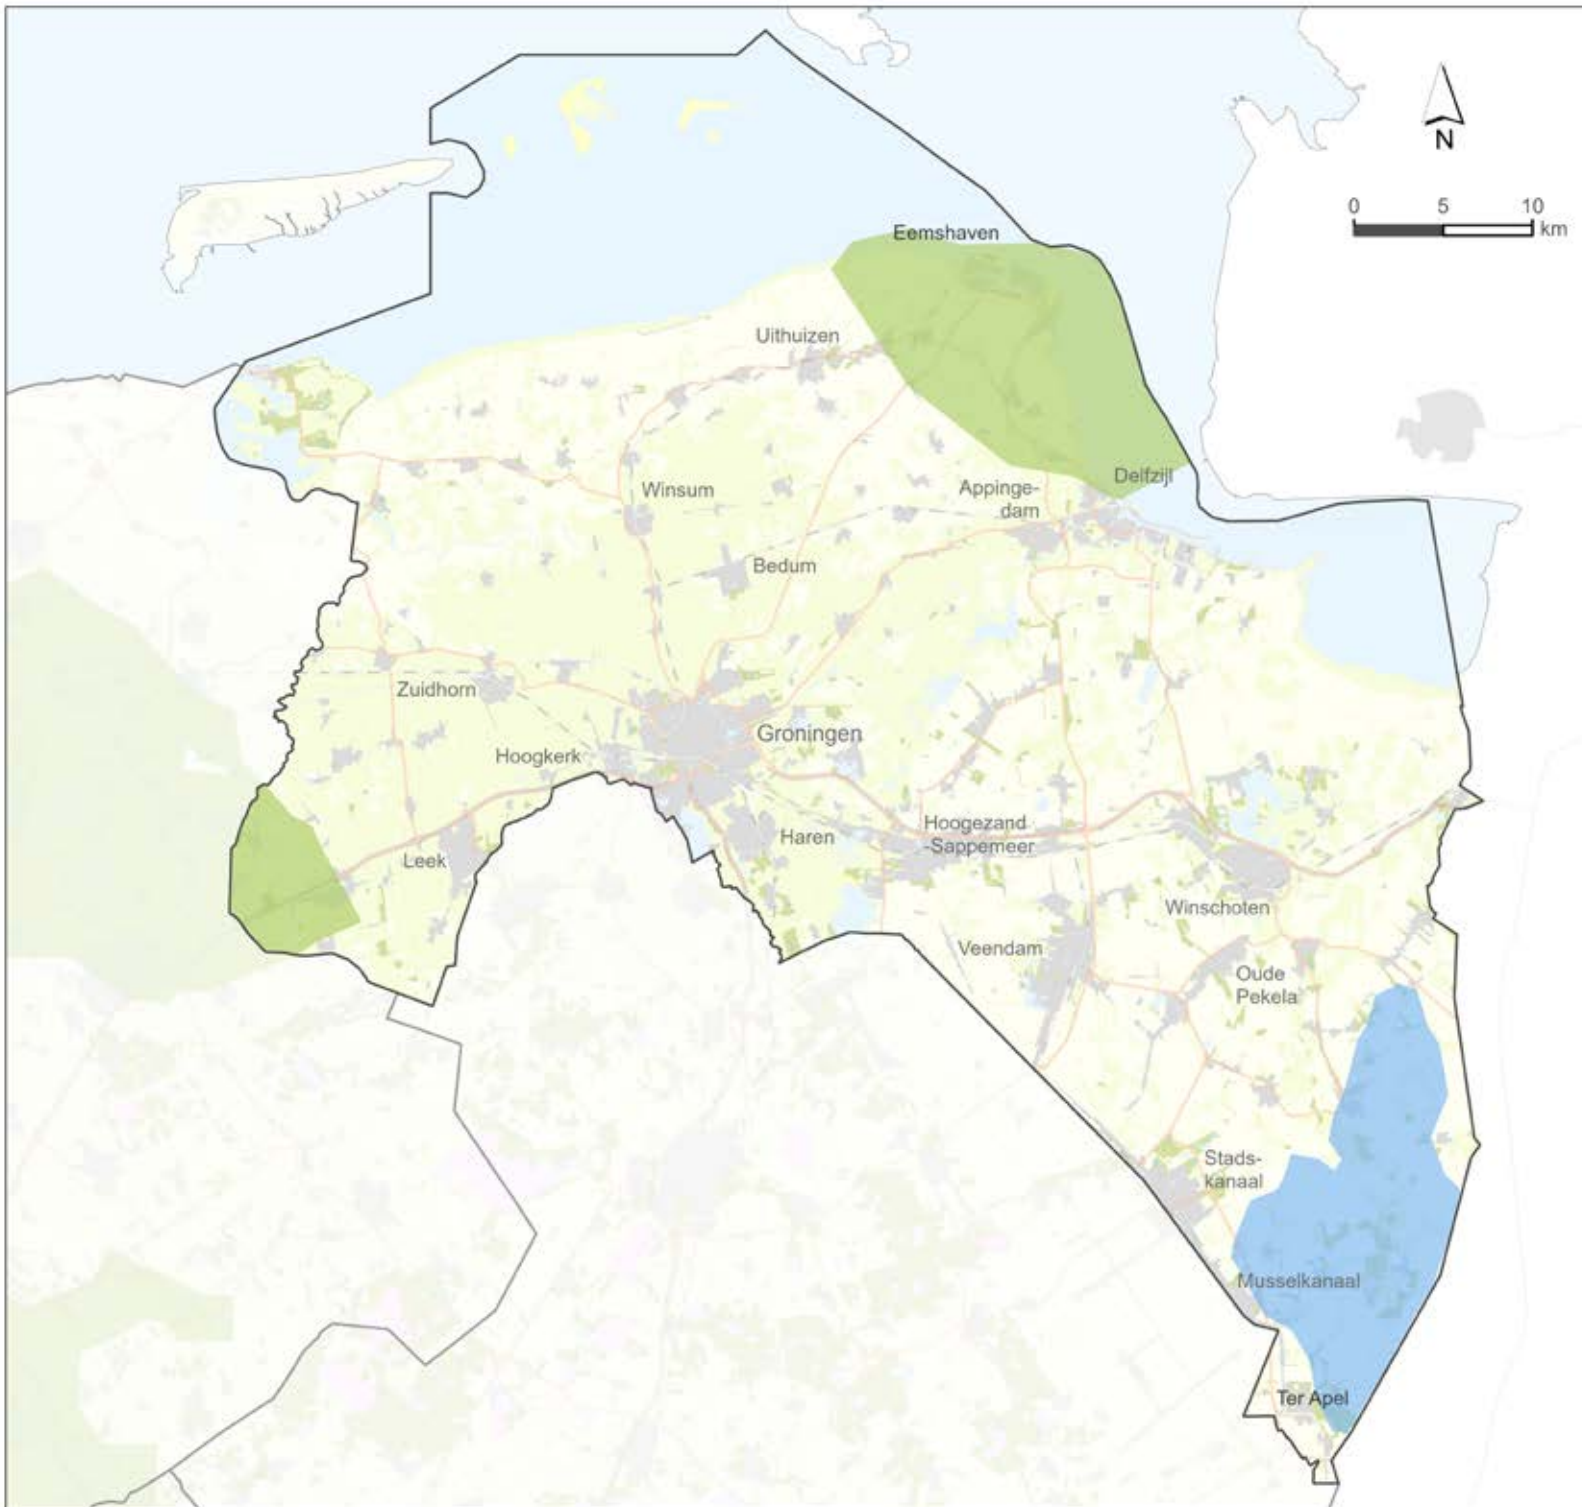 N
0 5 10
km
Eemshaven
Uithuizen
Delfzijl
Appinge-
dam
Winsum
Bedum
Zuidhorn
Groningen
Hoogkerk
Hoogezand
-Sappemeer
Haren
Leek
Winschoten
Veendam
Oude
Pekela
Stads-
kanaal
Musselkanaal
Ter Apel